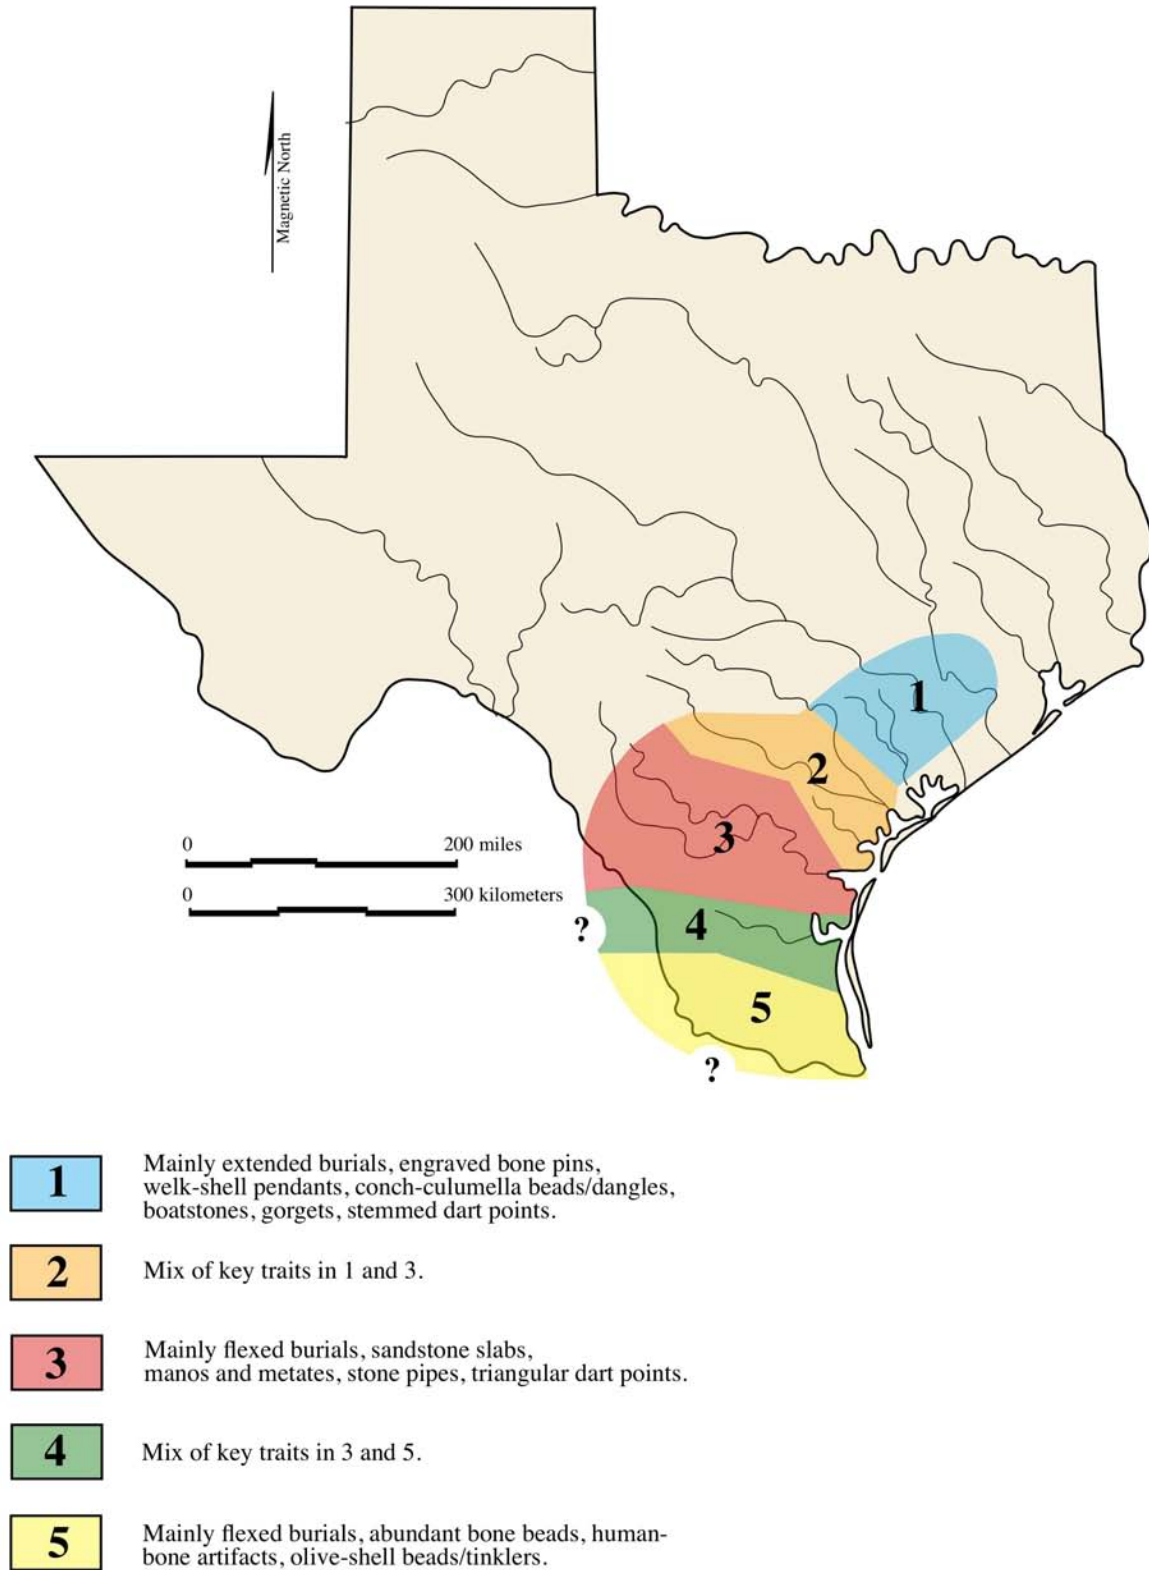 Magnetic North
1
2
3
4
5
?
?
0 200 miles
0 300 kilometers
1 Mainly extended burials, engraved bone pins,
welk-shell pendants, conch-culumella beads/dangles,
boatstones, gorgets, stemmed dart points.
2 Mix of key traits in 1 and 3.
3 Mainly flexed burials, sandstone slabs,
manos and metates, stone pipes, triangular dart points.
4 Mix of key traits in 3 and 5.
5 Mainly flexed burials, abundant bone beads, human-
bone artifacts, olive-shell beads/tinklers.